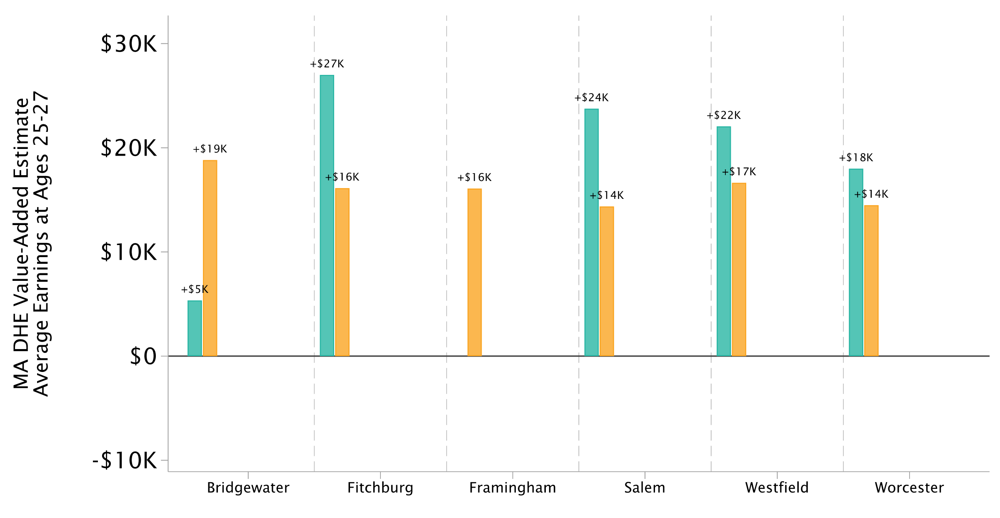 MA DHE Value-Added Estimate
Average Earnings at Ages 25-27
$30K
$20K
$10K
$0
-$10K
+$5K
+$19K
+$27K
+$16K
+$16K
+$24K
+$14K
+$22K
+$17K
+$18K
+$14K
Bridgewater
Fitchburg
Framingham
Salem
Westfield
Worcester